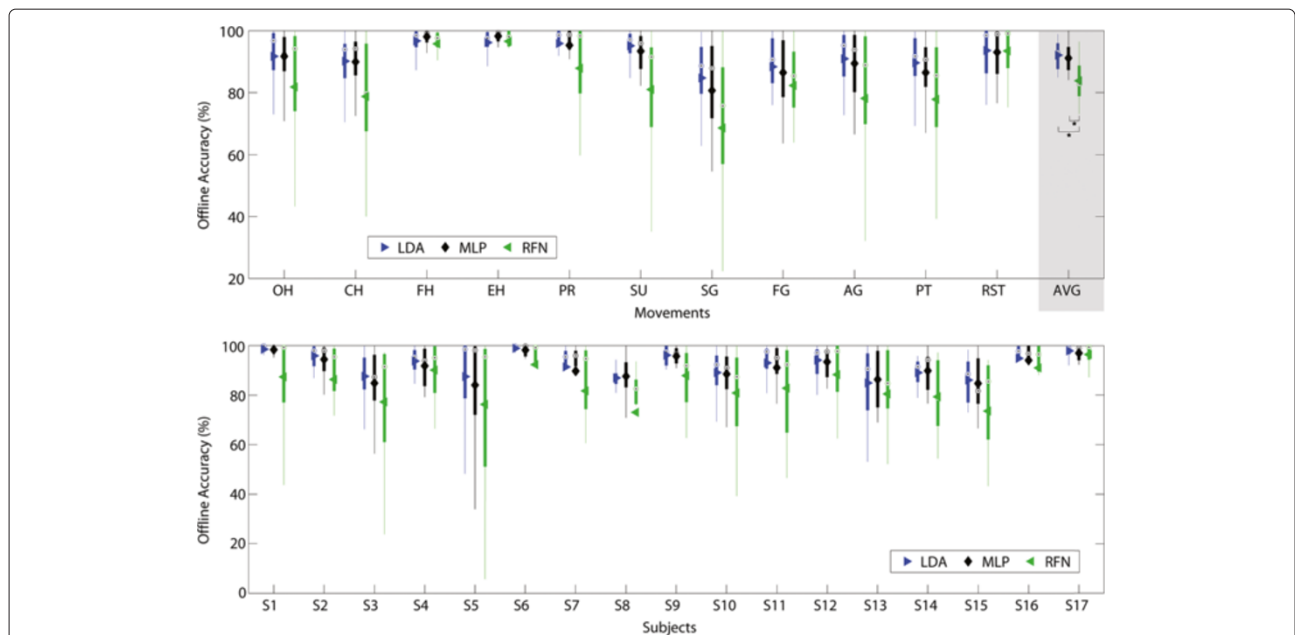 100
80
60
40
20
Offline Accuracy (%)
LDA MLP RFN
OH CH FH EH PR SU SG FG AG PT RST AVG
Movements
100
80
60
40
20
0
Offline Accuracy (%)
LDA MLP RFN
S1 S2 S3 S4 S5 S6 S7 S8 S9 S10 S11 S12 S13 S14 S15 S16 S17
Subjects